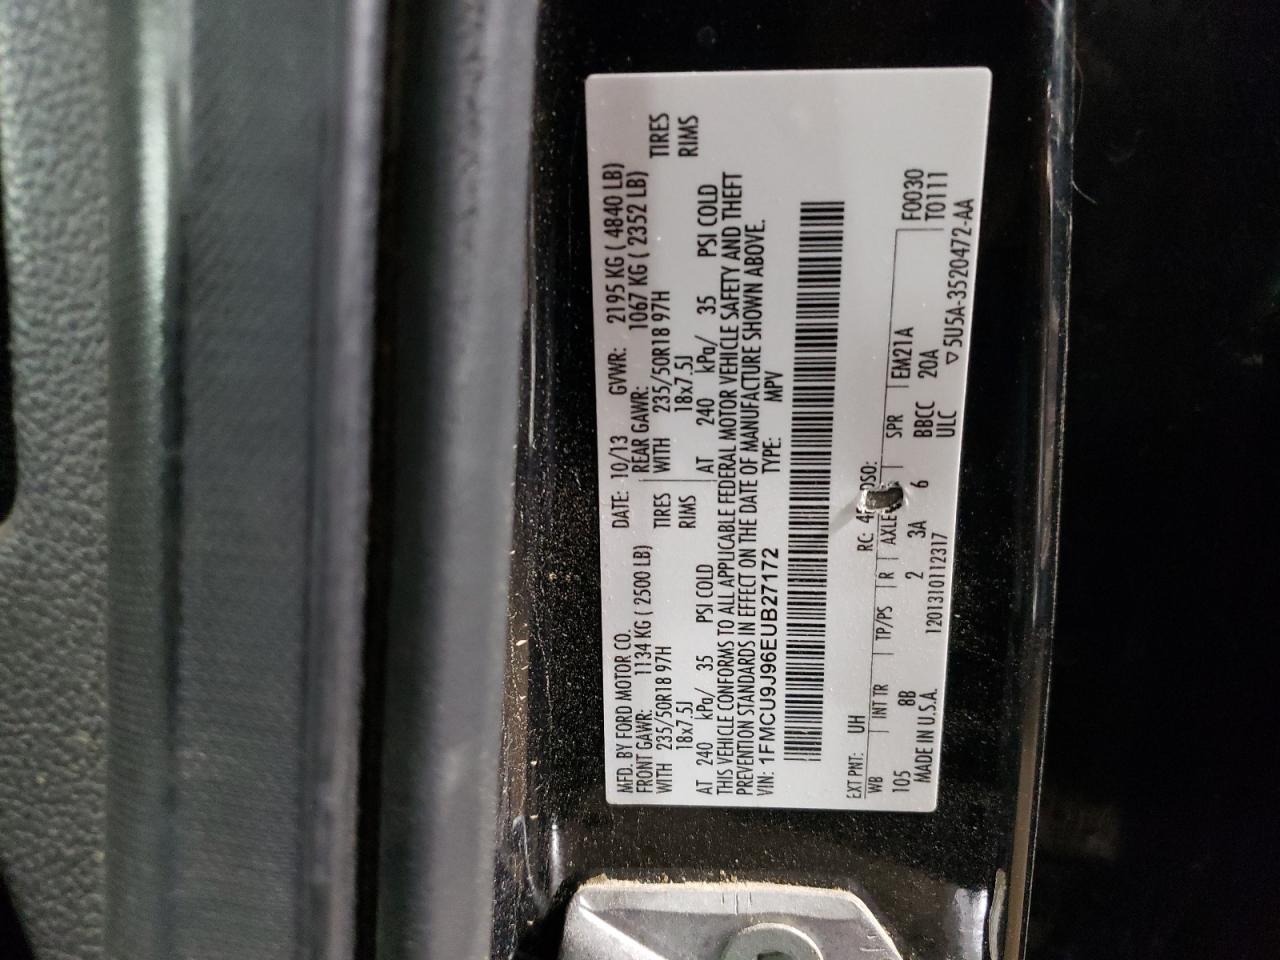 MFD. BY FORD MOTOR CO. DATE: 10/13 GVWR: 2195 KG ( 4840 LB)
FRONT GAWR: 1134 KG ( 2500 LB) REAR GAWR: 1067 KG ( 2352 LB)
WITH 235/50R18 97H TIRES WITH 235/50R18 97H TIRES
18x7.5J RIMS 18x7.5J RIMS
AT 240 kPa/ 35 PSI COLD AT 240 kPa/ 35 PSI COLD
THIS VEHICLE CONFORMS TO ALL APPLICABLE FEDERAL MOTOR VEHICLE SAFETY AND THEFT
PREVENTION STANDARDS IN EFFECT ON THE DATE OF MANUFACTURE SHOWN ABOVE.
VIN: 1FMCU9J96EUB27172 TYPE: MPV
EXT PNT: UH RC: DSO: F0030
WB INT TR TP/PS R AXLE SPR EM21A T0111
105 8B 2 3A 6 BBCC 20A
MADE IN U.S.A. 1201310112317 ULC ▽5U5A-3520472-AA